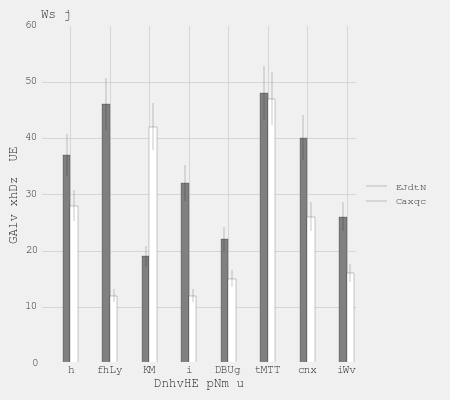 Ws j
60
50
40
30
20
10
0
GAlv xhDz  UE
h
fhLy
KM
i
DBUg
tMTT
cnx
iWv
DnhvHE pNm u
EJdtN
Caxqc